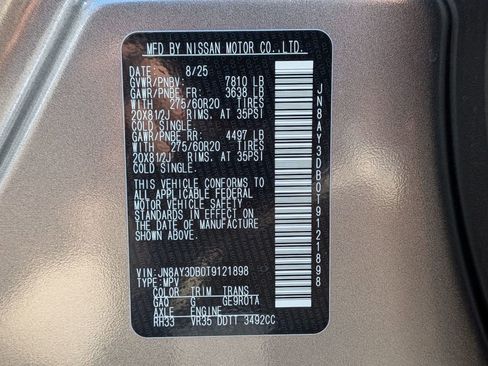 MFD BY NISSAN MOTOR CO.,LTD.
DATE 8/25
GVWR/PNBV: 7810 LB
GAWR/PNBE FR: 3638 LB
WITH 275/60R20 TIRES
20X81/2J RIMS, AT 35PSI
COLD SINGLE.
GAWR/PNBE RR: 4497 LB
WITH 275/60R20 TIRES
20X81/2J RIMS, AT 35PSI
COLD SINGLE.
THIS VEHICLE CONFORMS TO
ALL APPLICABLE FEDERAL
MOTOR VEHICLE SAFETY
STANDARDS IN EFFECT ON
THE DATE OF MANUFACTURE
SHOWN ABOVE.
VIN: JN8AY3DB0T9121898
TYPE: MPV
COLOR TRIM TRANS
GAQ G GE9R01A
AXLE ENGINE
RH33 VR35 DDTT 3492CC
JN8AY3DB0T9121898